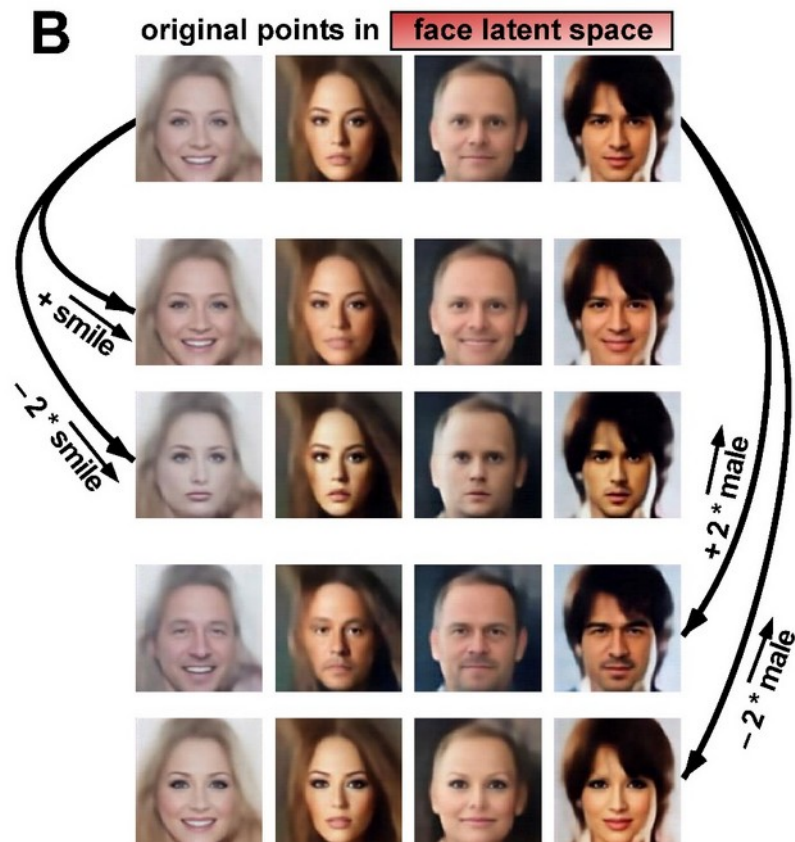 B
original points in face latent space
+ smile
− 2 * smile
+ 2 * male
− 2 * male